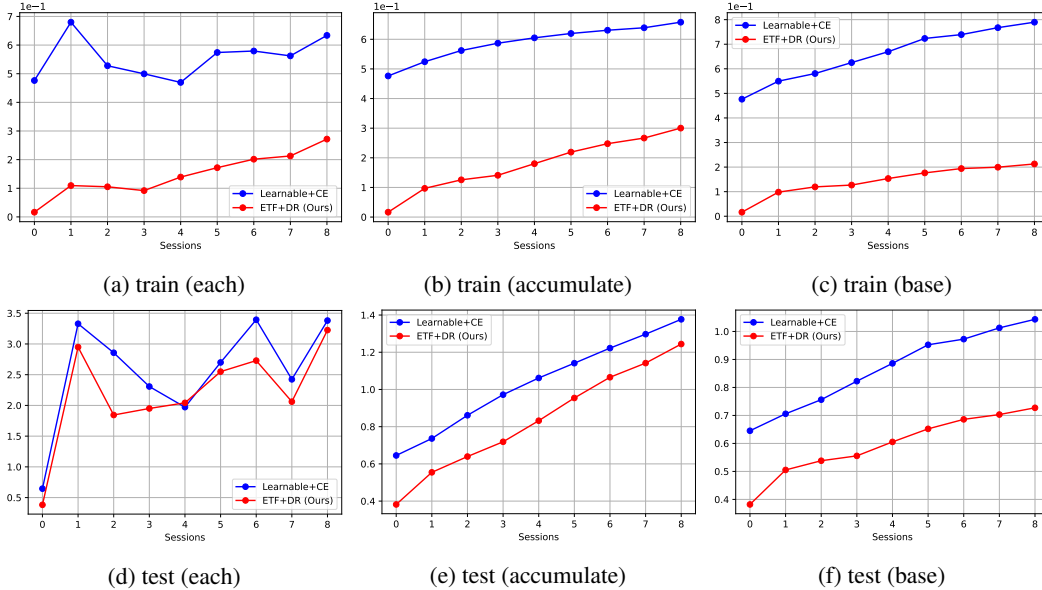 1e−1
7
6
5
4
3
2
1
0
0 1 2 3 4 5 6 7 8
Sessions
Learnable+CE
ETF+DR (Ours)
(a) train (each)
1e−1
6
5
4
3
2
1
0
0 1 2 3 4 5 6 7 8
Sessions
Learnable+CE
ETF+DR (Ours)
(b) train (accumulate)
1e−1
8
7
6
5
4
3
2
1
0
0 1 2 3 4 5 6 7 8
Sessions
Learnable+CE
ETF+DR (Ours)
(c) train (base)
3.5
3.0
2.5
2.0
1.5
1.0
0.5
0 1 2 3 4 5 6 7 8
Sessions
Learnable+CE
ETF+DR (Ours)
(d) test (each)
1.4
1.2
1.0
0.8
0.6
0.4
0 1 2 3 4 5 6 7 8
Sessions
Learnable+CE
ETF+DR (Ours)
(e) test (accumulate)
1.0
0.9
0.8
0.7
0.6
0.5
0.4
0 1 2 3 4 5 6 7 8
Sessions
Learnable+CE
ETF+DR (Ours)
(f) test (base)